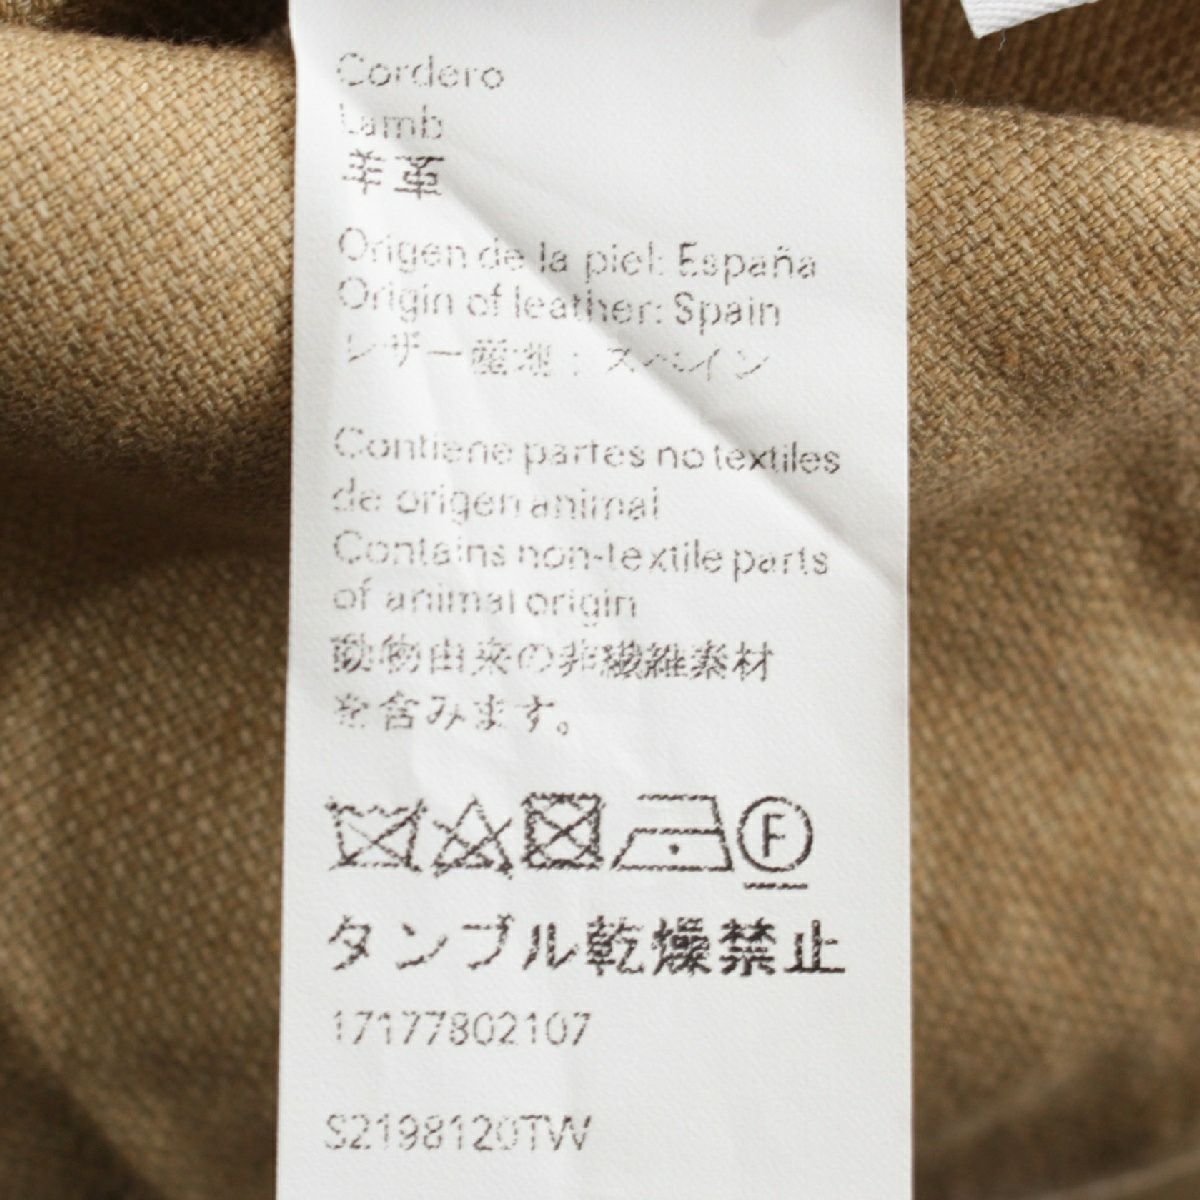 Cordero
Lamb
羊革
Origen de la piel: España
Origin of leather: Spain
レザー産地：スペイン
Contiene partes no textiles
de origen animal
Contains non-textile parts
of animal origin
動物由来の非繊維素材
を含みます。
F
タンブル乾燥禁止
17177802107
S2198120TW